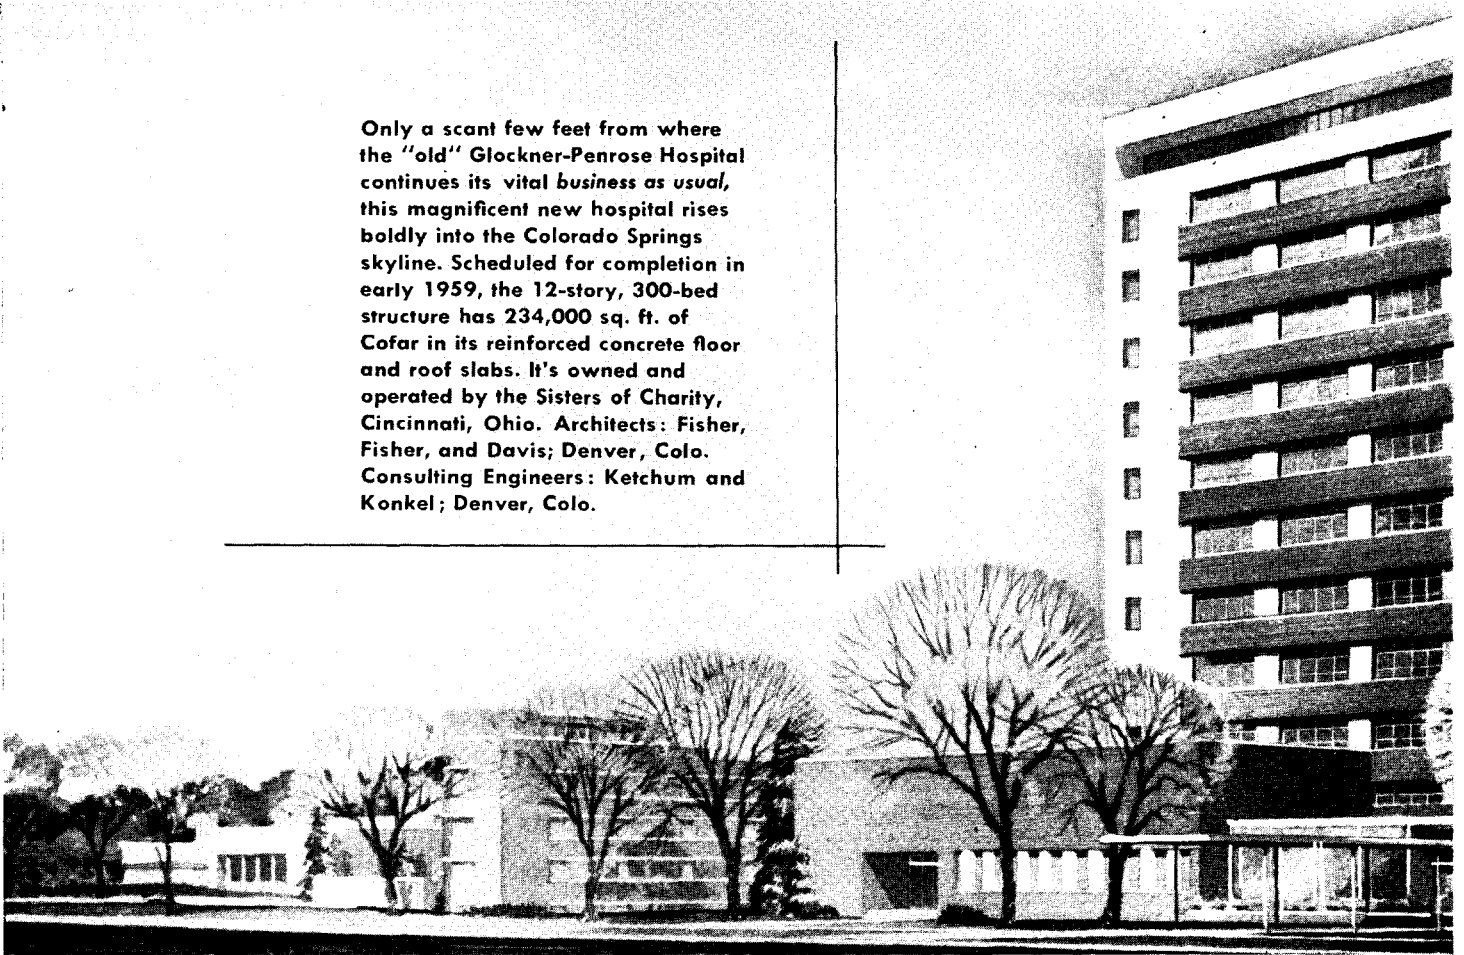 Only a scant few feet from where
the "old" Glockner-Penrose Hospital
continues its vital business as usual,
this magnificent new hospital rises
boldly into the Colorado Springs
skyline. Scheduled for completion in
early 1959, the 12-story, 300-bed
structure has 234,000 sq. ft. of
Cofar in its reinforced concrete floor
and roof slabs. It's owned and
operated by the Sisters of Charity,
Cincinnati, Ohio. Architects: Fisher,
Fisher, and Davis; Denver, Colo.
Consulting Engineers: Ketchum and
Konkel; Denver, Colo.